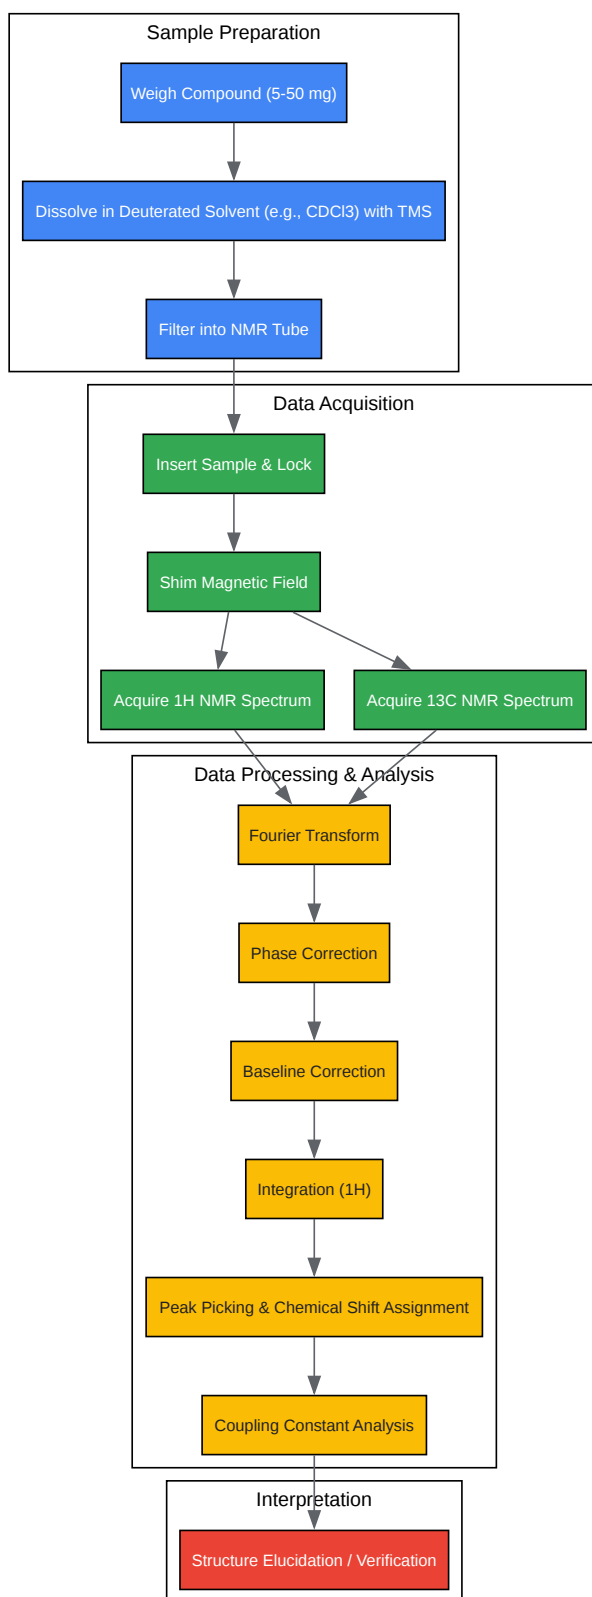 Sample Preparation
Weigh Compound (5-50 mg)
Dissolve in Deuterated Solvent (e.g., CDCl3) with TMS
Filter into NMR Tube
Data Acquisition
Insert Sample & Lock
Shim Magnetic Field
Acquire 1H NMR Spectrum
Acquire 13C NMR Spectrum
Data Processing & Analysis
Fourier Transform
Phase Correction
Baseline Correction
Integration (1H)
Peak Picking & Chemical Shift Assignment
Coupling Constant Analysis
Interpretation
Structure Elucidation / Verification